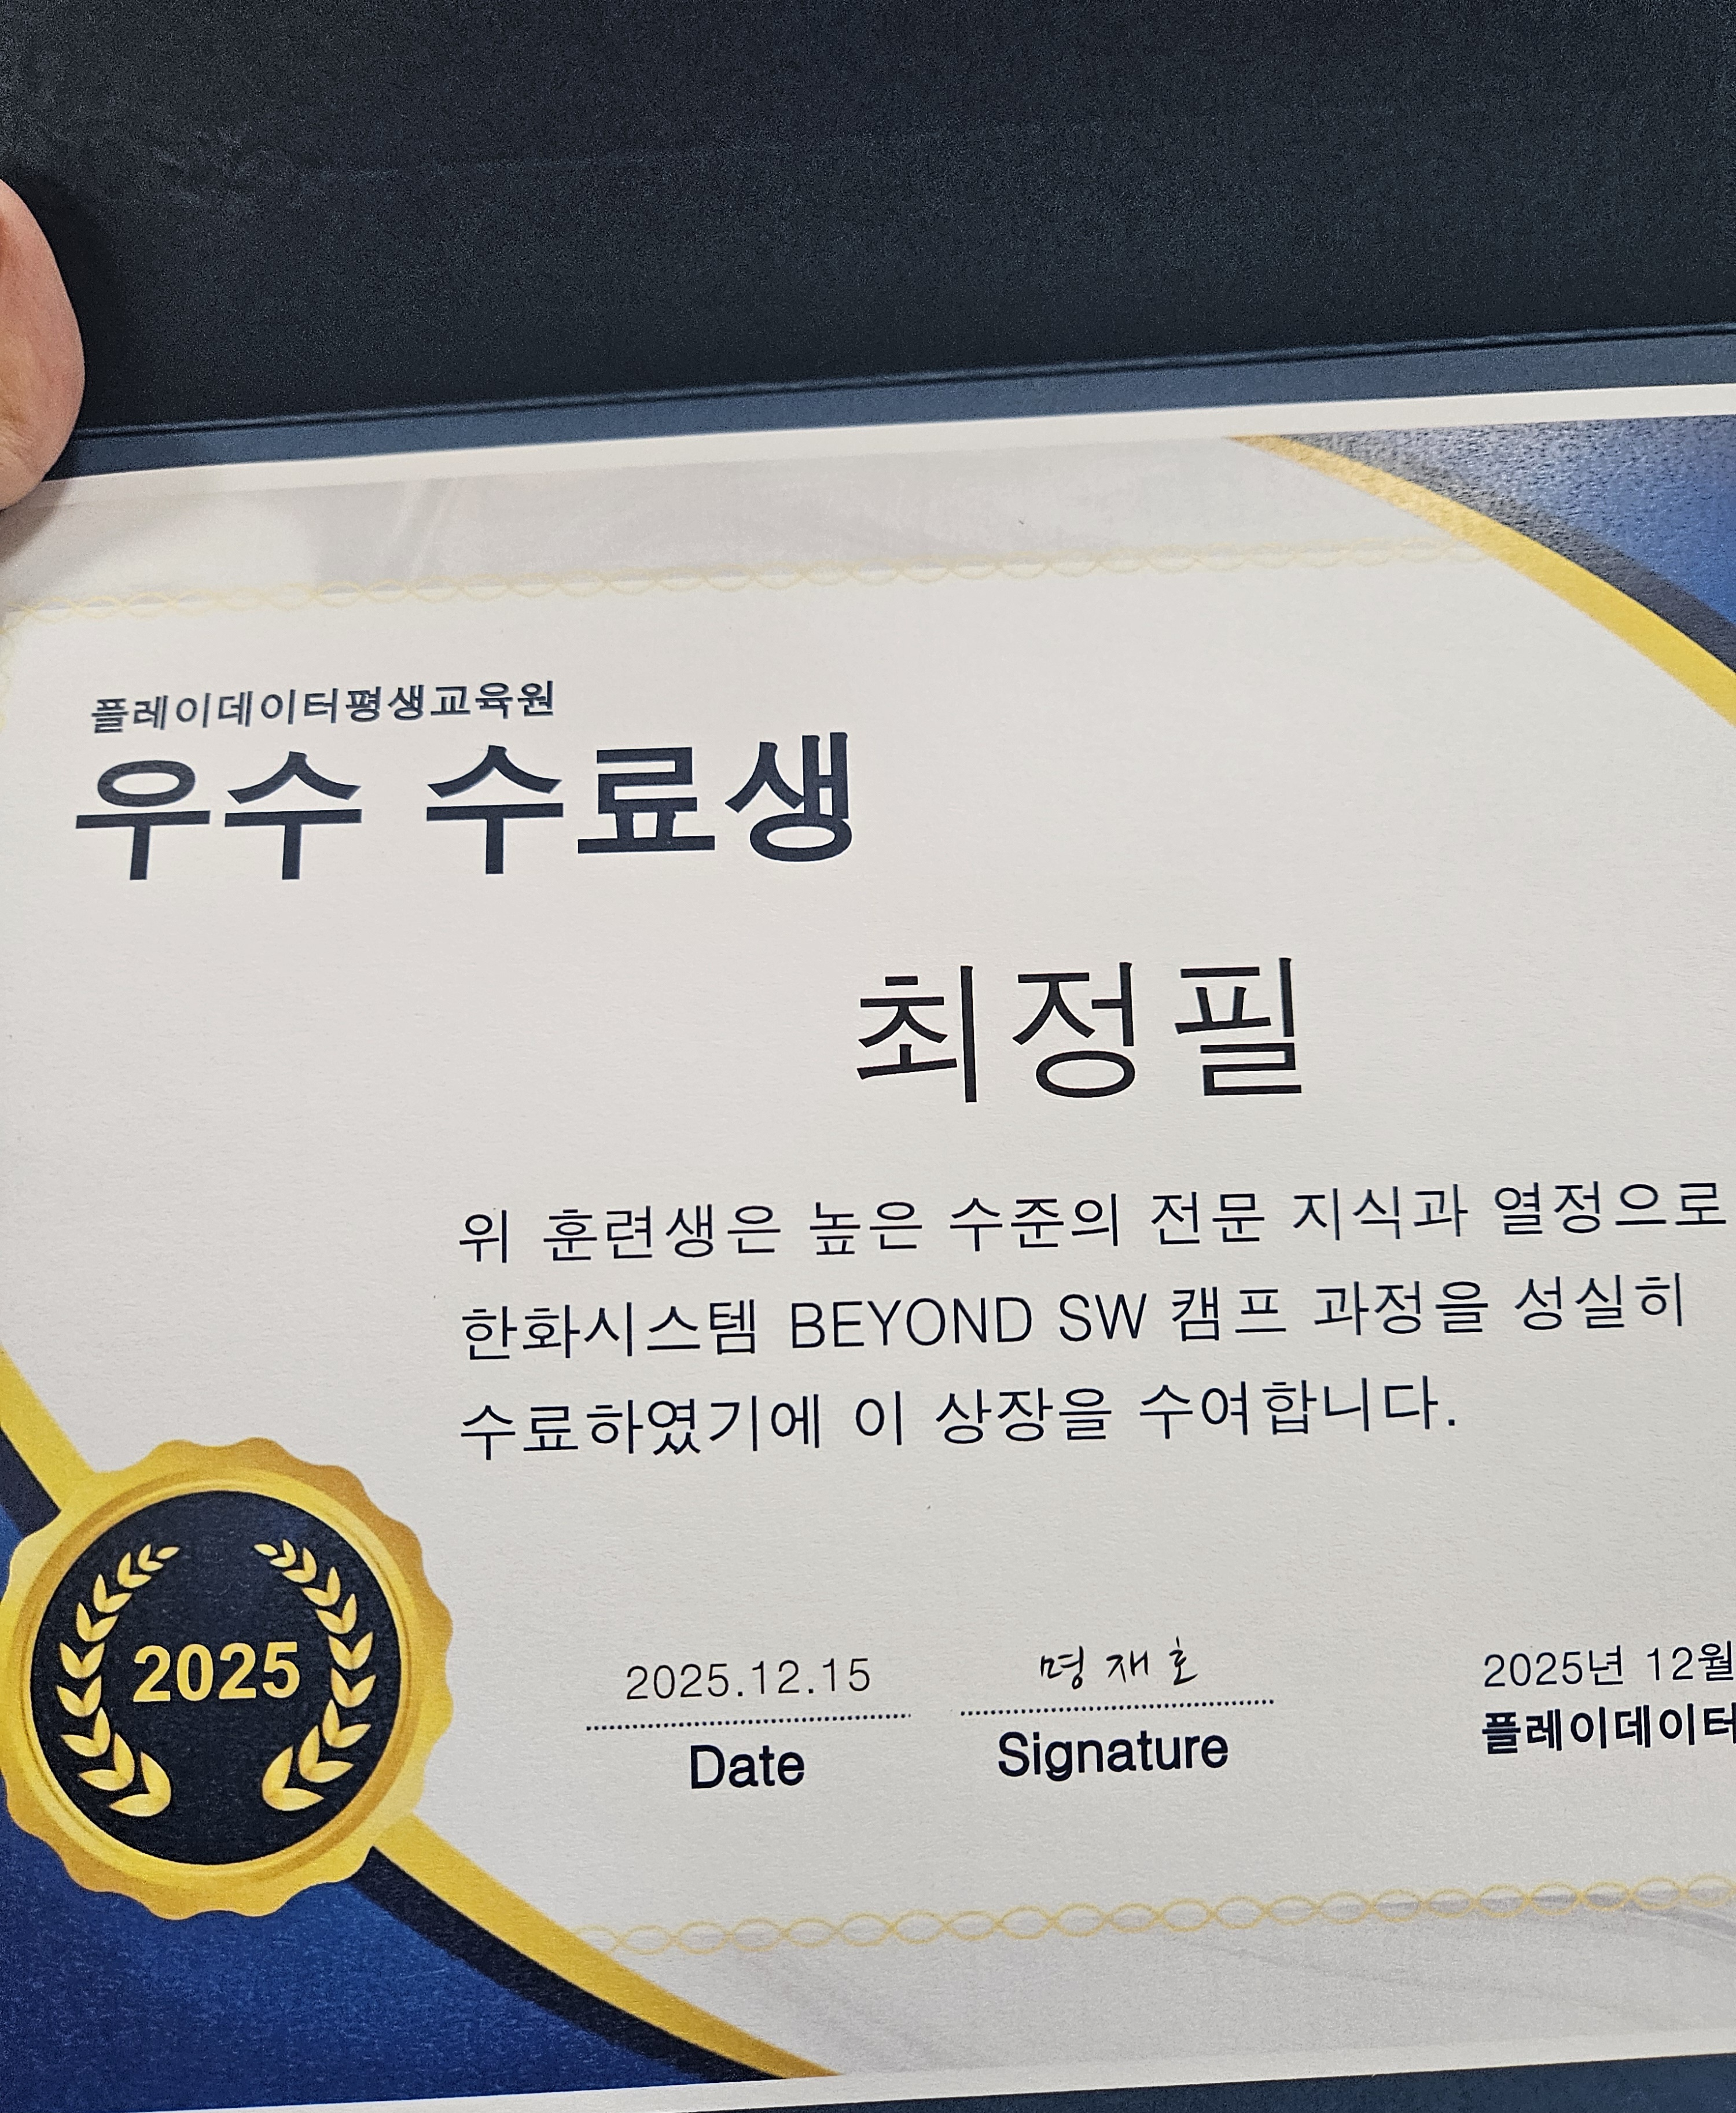 플레이데이터평생교육원
우수 수료생
최정필
위 훈련생은 높은 수준의 전문 지식과 열정으로
한화시스템 BEYOND SW 캠프 과정을 성실히
수료하였기에 이 상장을 수여합니다.
2025
2025.12.15
Date
명재호
Signature
2025년 12월
플레이데이터